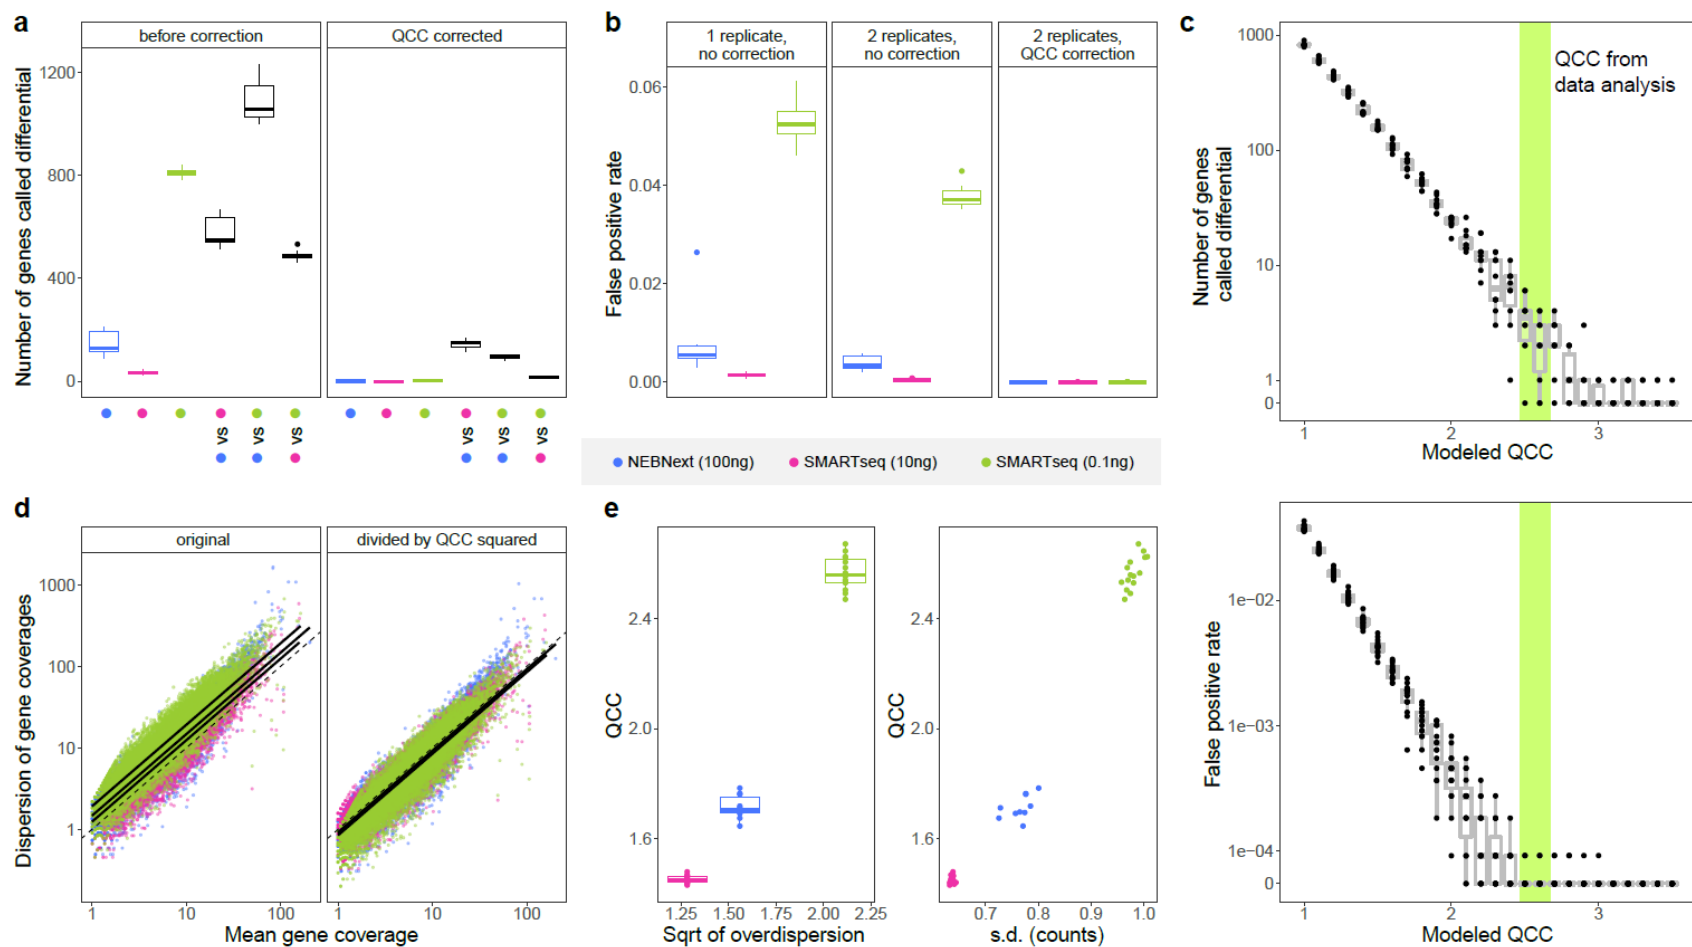 a
before correction
QCC corrected
Number of genes called differential
1200
800
400
0
vs
vs
vs
vs
vs
vs
b
1 replicate,
no correction
2 replicates,
no correction
2 replicates,
QCC correction
False positive rate
0.06
0.04
0.02
0.00
NEBNext (100ng)
SMARTseq (10ng)
SMARTseq (0.1ng)
c
QCC from
data analysis
Number of genes
called differential
1000
100
10
1
0
1
2
3
Modeled QCC
False positive rate
1e−02
1e−03
1e−04
0
1
2
3
Modeled QCC
d
original
divided by QCC squared
Dispersion of gene coverages
1000
100
10
1
1
10
100
1
10
100
Mean gene coverage
e
QCC
2.4
2.0
1.6
1.25
1.50
1.75
2.00
2.25
Sqrt of overdispersion
QCC
2.4
2.0
1.6
0.7
0.8
0.9
1.0
s.d. (counts)